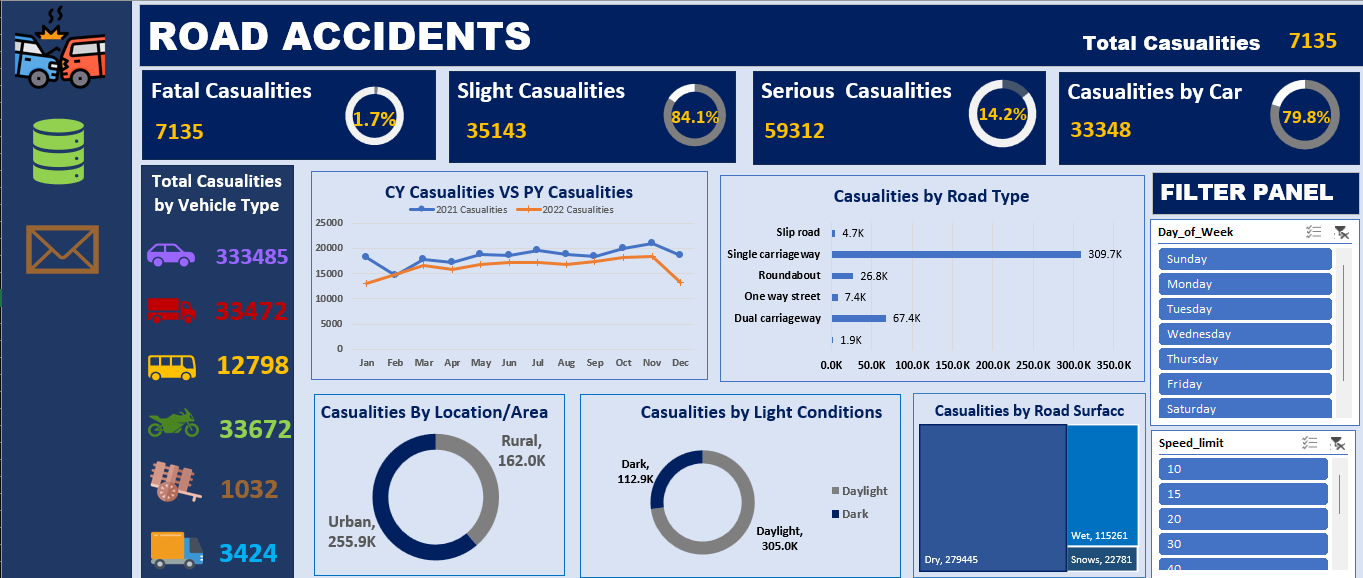 ROAD ACCIDENTS
Total Casualities 7135
Fatal Casualities
7135
1.7%
Slight Casualities
35143
84.1%
Serious Casualities
59312
14.2%
Casualities by Car
33348
79.8%
Total Casualities
by Vehicle Type
333485
33472
12798
33672
1032
3424
CY Casualities VS PY Casualities
2021 Casualities 2022 Casualities
25000
20000
15000
10000
5000
0
Jan Feb Mar Apr May Jun Jul Aug Sep Oct Nov Dec
Casualities by Road Type
Slip road 4.7K
Single carriageway 309.7K
Roundabout 26.8K
One way street 7.4K
Dual carriageway 67.4K
1.9K
0.0K 50.0K 100.0K 150.0K 200.0K 250.0K 300.0K 350.0K
Casualities By Location/Area
Rural,
162.0K
Urban,
255.9K
Casualities by Light Conditions
Dark,
112.9K
Daylight,
305.0K
Daylight
Dark
Casualities by Road Surfacc
Dry, 279445
Wet, 115261
Snows, 22781
FILTER PANEL
Day_of_Week
Sunday
Monday
Tuesday
Wednesday
Thursday
Friday
Saturday
Speed_limit
10
15
20
30
40